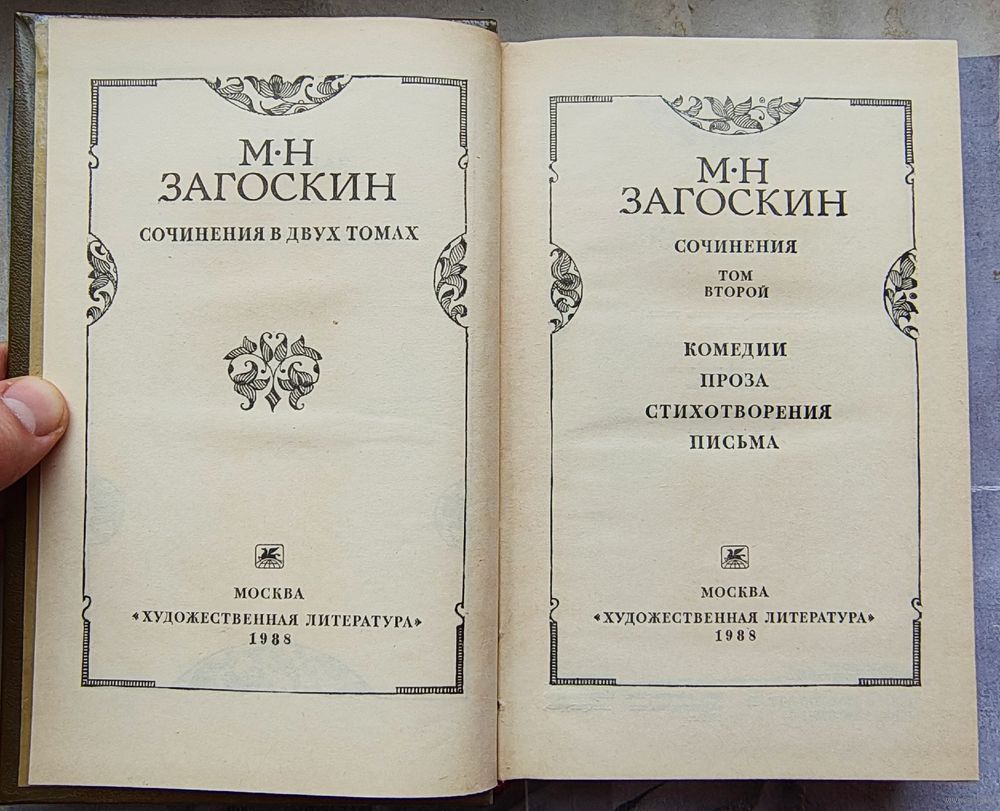 М·Н
ЗАГОСКИН
СОЧИНЕНИЯ В ДВУХ ТОМАХ
МОСКВА
«ХУДОЖЕСТВЕННАЯ ЛИТЕРАТУРА»
1988
М·Н
ЗАГОСКИН
СОЧИНЕНИЯ
ТОМ
ВТОРОЙ
КОМЕДИИ
ПРОЗА
СТИХОТВОРЕНИЯ
ПИСЬМА
МОСКВА
«ХУДОЖЕСТВЕННАЯ ЛИТЕРАТУРА»
1988